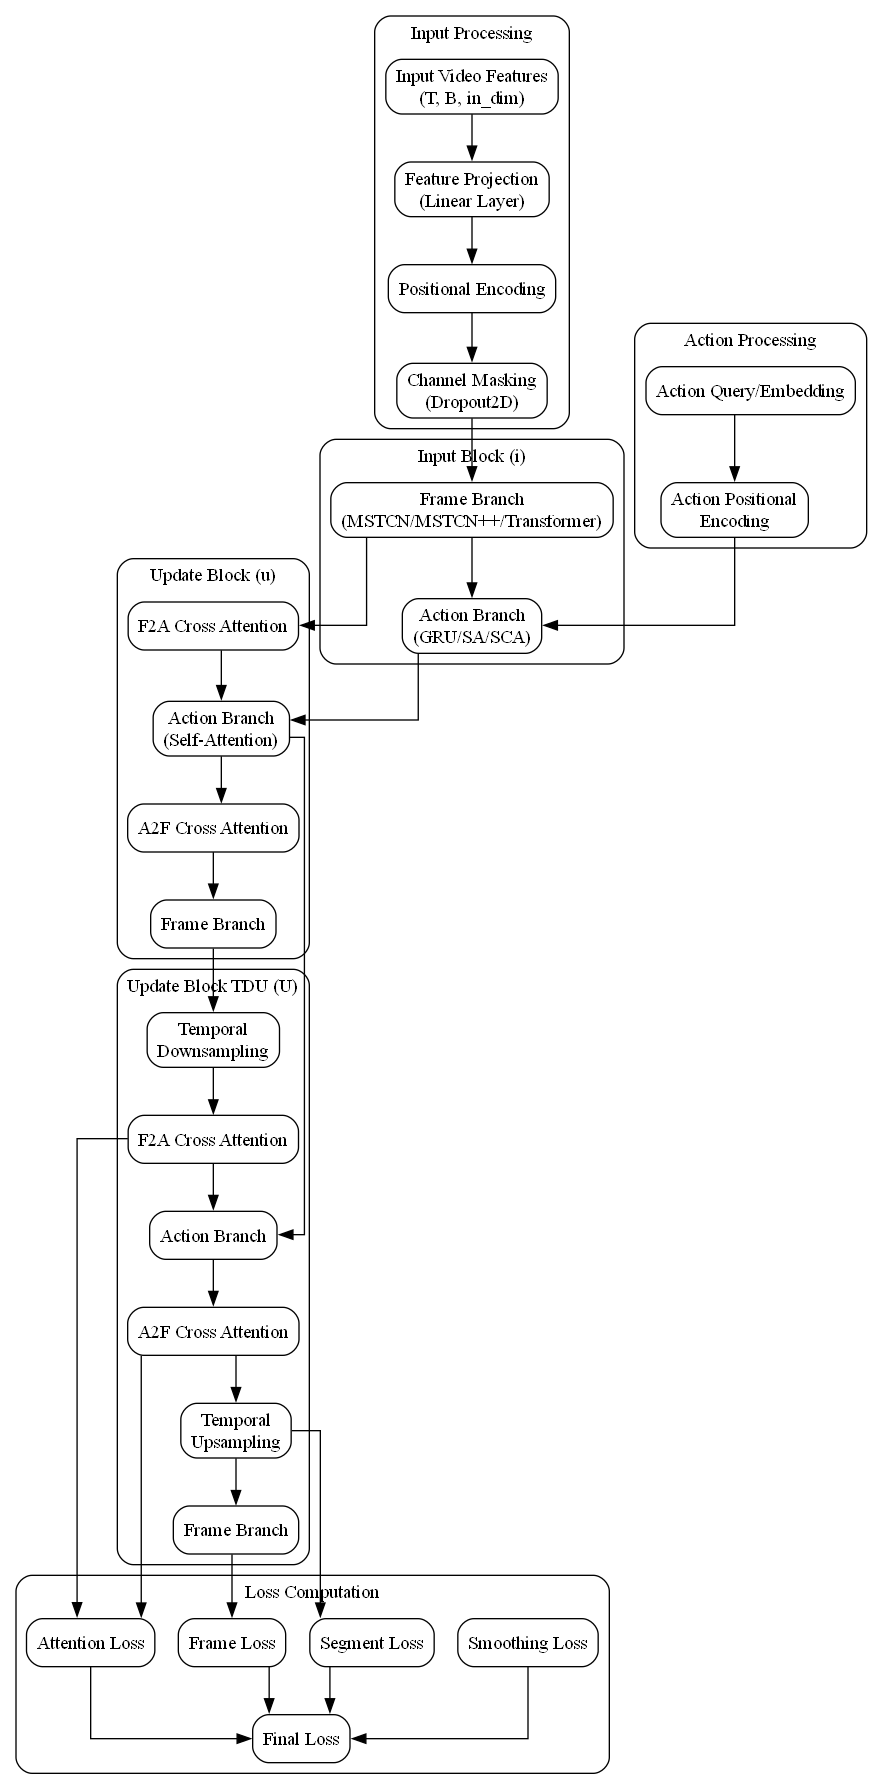 Input Processing
Input Video Features
(T, B, in_dim)
Feature Projection
(Linear Layer)
Positional Encoding
Channel Masking
(Dropout2D)
Action Processing
Action Query/Embedding
Action Positional
Encoding
Input Block (i)
Frame Branch
(MSTCN/MSTCN++/Transformer)
Action Branch
(GRU/SA/SCA)
Update Block (u)
F2A Cross Attention
Action Branch
(Self-Attention)
A2F Cross Attention
Frame Branch
Update Block TDU (U)
Temporal
Downsampling
F2A Cross Attention
Action Branch
A2F Cross Attention
Temporal
Upsampling
Frame Branch
Loss Computation
Attention Loss
Frame Loss
Segment Loss
Smoothing Loss
Final Loss